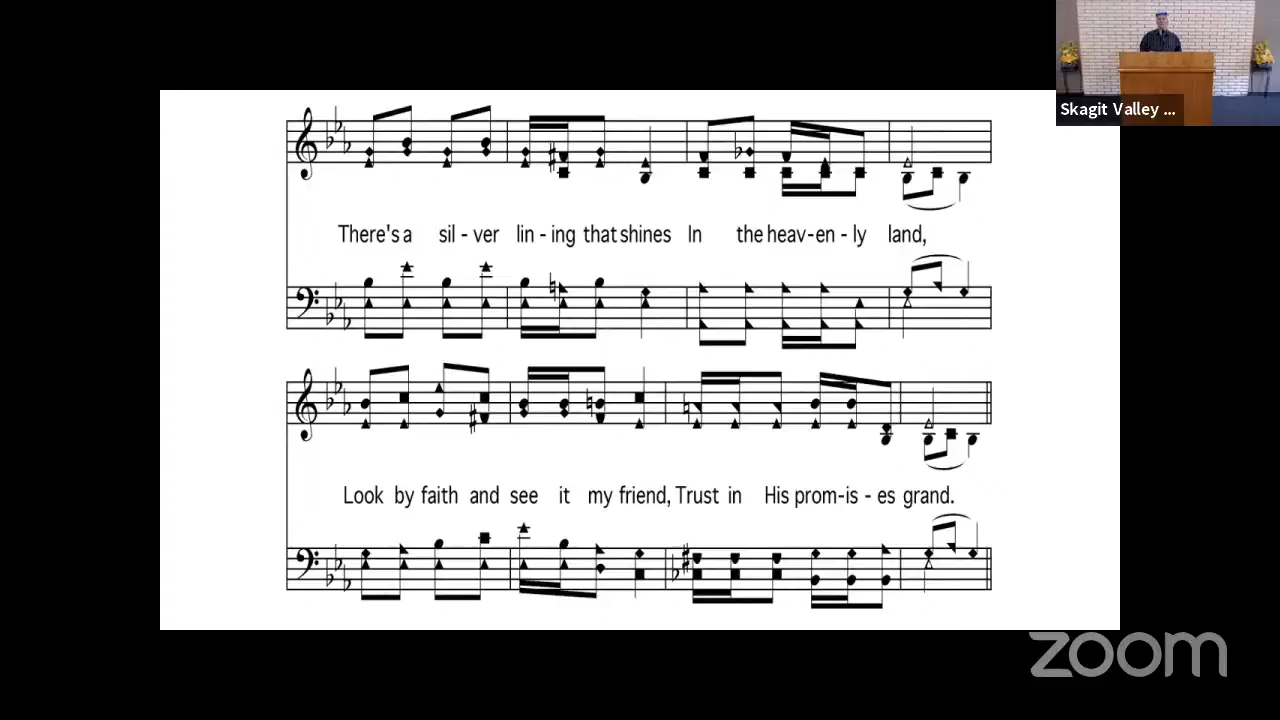 Skagit Valley ...
There's a sil - ver lin - ing that shines In the heav - en - ly land,
Look by faith and see it my friend, Trust in His prom - is - es grand.
zoom